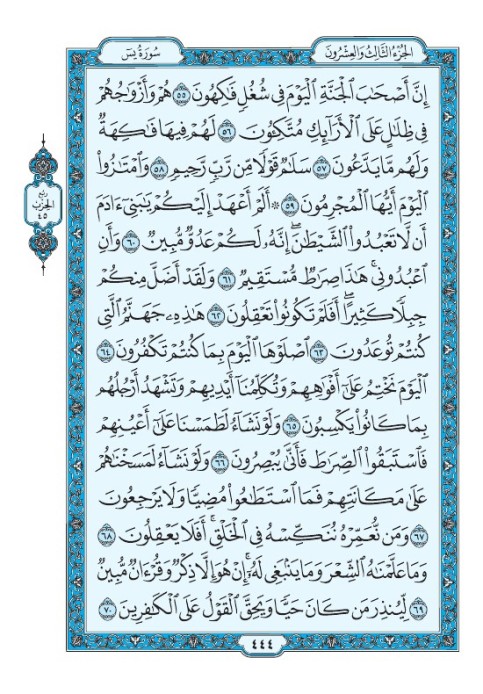 الجزء الثالث والعشرون
سورة يس
إِنَّ أَصْحَٰبَ ٱلْجَنَّةِ ٱلْيَوْمَ فِى شُغُلٍ فَٰكِهُونَ ٥٥ هُمْ وَأَزْوَٰجُهُمْ
فِى ظِلَٰلٍ عَلَى ٱلْأَرَآئِكِ مُتَّكِـُٔونَ ٥٦ لَهُمْ فِيهَا فَٰكِهَةٌ
وَلَهُم مَّا يَدَّعُونَ ٥٧ سَلَٰمٌ قَوْلًا مِّن رَّبٍّ رَّحِيمٍ ٥٨ وَٱمْتَٰزُوا۟
ٱلْيَوْمَ أَيُّهَا ٱلْمُجْرِمُونَ ٥٩ ۞ أَلَمْ أَعْهَدْ إِلَيْكُمْ يَٰبَنِىٓ ءَادَمَ
أَن لَّا تَعْبُدُوا۟ ٱلشَّيْطَٰنَ ۖ إِنَّهُۥ لَكُمْ عَدُوٌّ مُّبِينٌ ٦٠ وَأَنِ
ٱعْبُدُونِى ۚ هَٰذَا صِرَٰطٌ مُّسْتَقِيمٌ ٦١ وَلَقَدْ أَضَلَّ مِنكُمْ
جِبِلًّا كَثِيرًا ۖ أَفَلَمْ تَكُونُوا۟ تَعْقِلُونَ ٦٢ هَٰذِهِۦ جَهَنَّمُ ٱلَّتِى
كُنتُمْ تُوعَدُونَ ٦٣ ٱصْلَوْهَا ٱلْيَوْمَ بِمَا كُنتُمْ تَكْفُرُونَ ٦٤
ٱلْيَوْمَ نَخْتِمُ عَلَىٰٓ أَفْوَٰهِهِمْ وَتُكَلِّمُنَآ أَيْدِيهِمْ وَتَشْهَدُ أَرْجُلُهُم
بِمَا كَانُوا۟ يَكْسِبُونَ ٦٥ وَلَوْ نَشَآءُ لَطَمَسْنَا عَلَىٰٓ أَعْيُنِهِمْ
فَٱسْتَبَقُوا۟ ٱلصِّرَٰطَ فَأَنَّىٰ يُبْصِرُونَ ٦٦ وَلَوْ نَشَآءُ لَمَسَخْنَٰهُمْ
عَلَىٰ مَكَانَتِهِمْ فَمَا ٱسْتَطَٰعُوا۟ مُضِيًّا وَلَا يَرْجِعُونَ
٦٧ وَمَن نُّعَمِّرْهُ نُنَكِّسْهُ فِى ٱلْخَلْقِ ۖ أَفَلَا يَعْقِلُونَ ٦٨
وَمَا عَلَّمْنَٰهُ ٱلشِّعْرَ وَمَا يَنۢبَغِى لَهُۥٓ ۚ إِنْ هُوَ إِلَّا ذِكْرٌ وَقُرْءَانٌ مُّبِينٌ
٦٩ لِّيُنذِرَ مَن كَانَ حَيًّا وَيَحِقَّ ٱلْقَوْلُ عَلَى ٱلْكَٰفِرِينَ ٧٠
ربع
الحزب
٤٥
٤٤٤